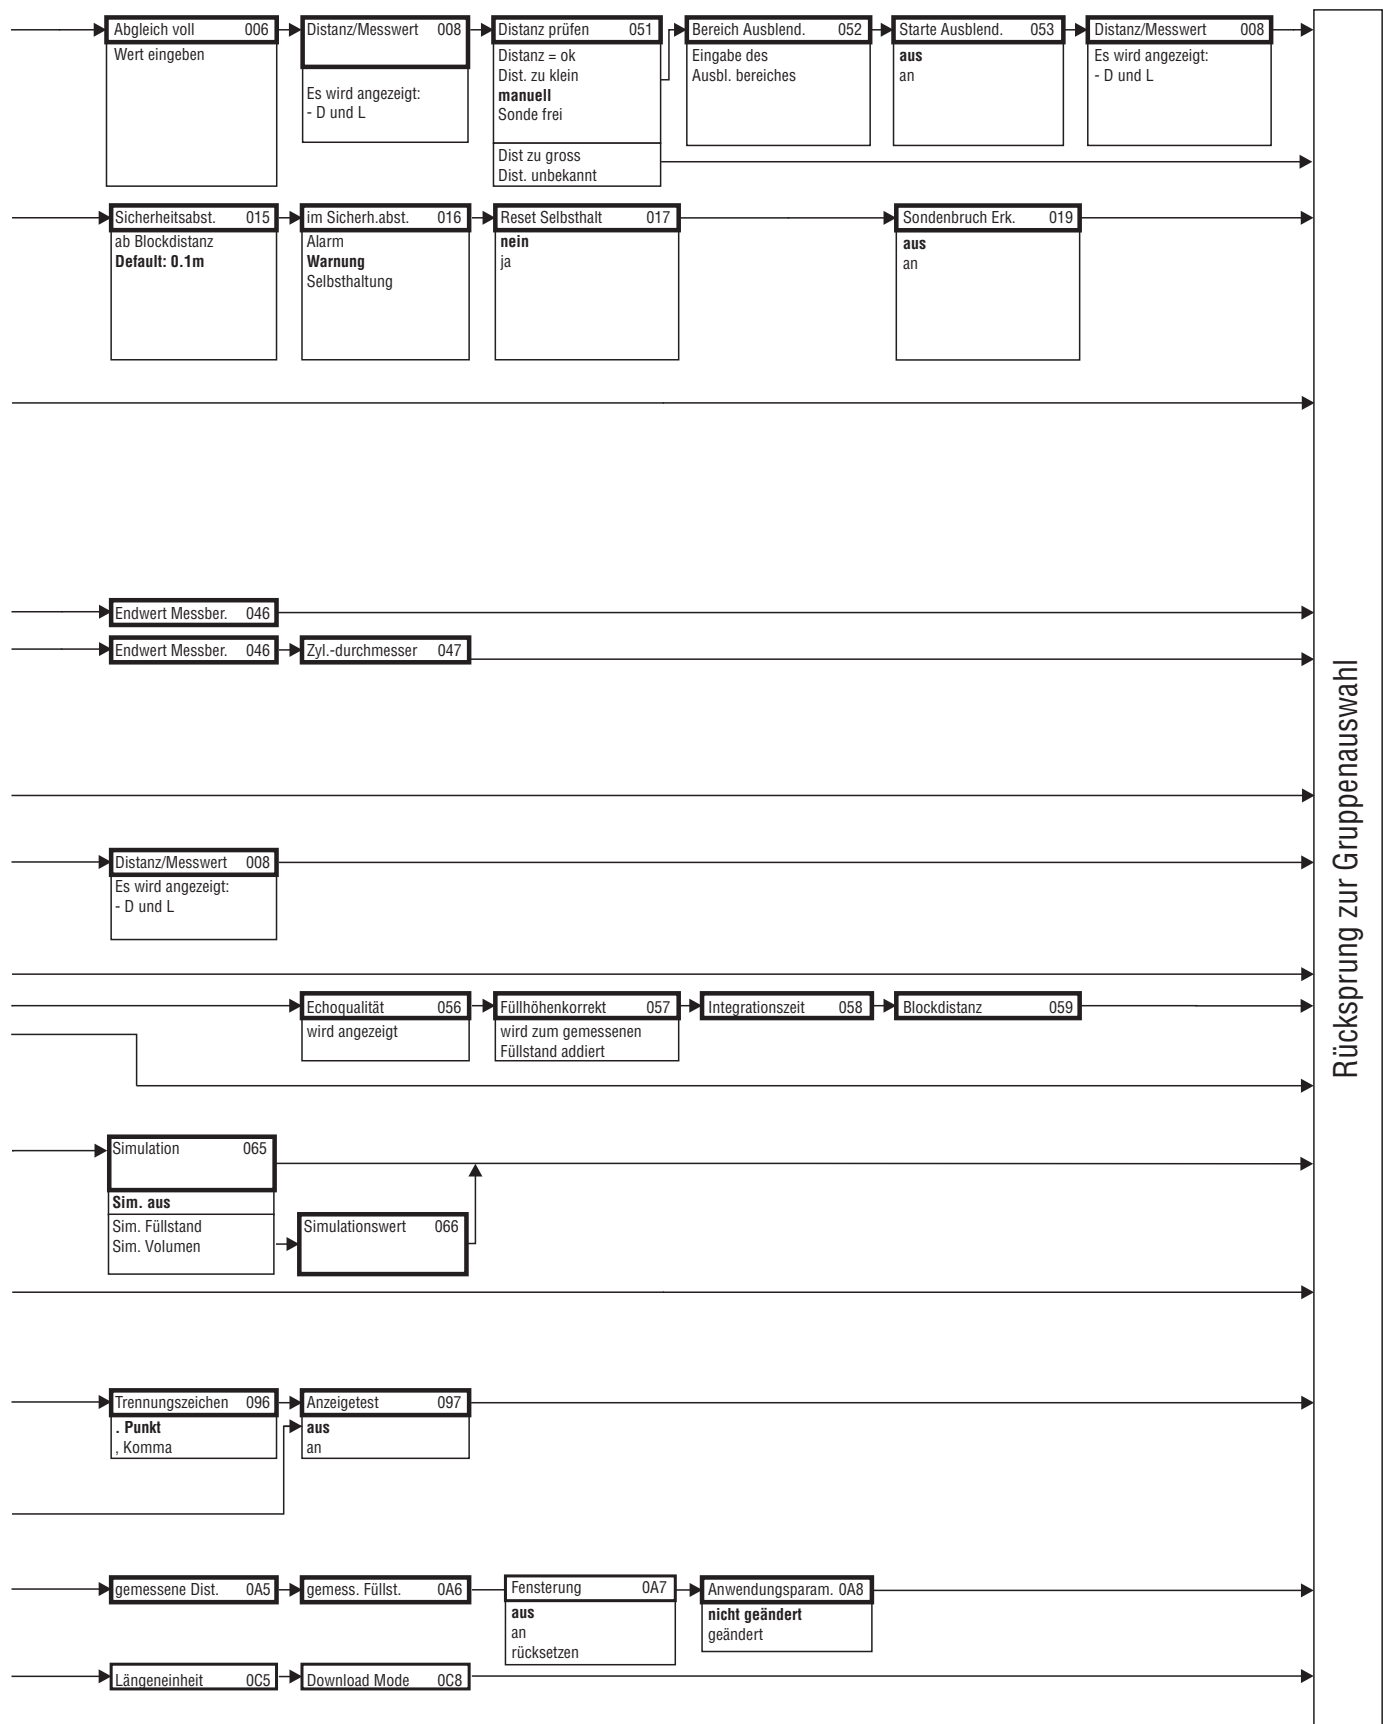 Abgleich voll 006
Wert eingeben
Distanz/Messwert 008
Es wird angezeigt:
- D und L
Distanz prüfen 051
Distanz = ok
Dist. zu klein
manuell
Sonde frei
Dist zu gross
Dist. unbekannt
Bereich Ausblend. 052
Eingabe des
Ausbl. bereiches
Starte Ausblend. 053
aus
an
Distanz/Messwert 008
Es wird angezeigt:
- D und L
Sicherheitsabst. 015
ab Blockdistanz
Default: 0.1m
im Sicherh.abst. 016
Alarm
Warnung
Selbsthaltung
Reset Selbsthalt 017
nein
ja
Sondenbruch Erk. 019
aus
an
Endwert Messber. 046
Endwert Messber. 046
Zyl.-durchmesser 047
Distanz/Messwert 008
Es wird angezeigt:
- D und L
Echoqualität 056
wird angezeigt
Füllhöhenkorrekt 057
wird zum gemessenen
Füllstand addiert
Integrationszeit 058
Blockdistanz 059
Simulation 065
Sim. aus
Sim. Füllstand
Sim. Volumen
Simulationswert 066
Trennungszeichen 096
. Punkt
, Komma
Anzeigetest 097
aus
an
gemessene Dist. 0A5
gemess. Füllst. 0A6
Fensterung 0A7
aus
an
rücksetzen
Anwendungsparam. 0A8
nicht geändert
geändert
Längeneinheit 0C5
Download Mode 0C8
Rücksprung zur Gruppenauswahl